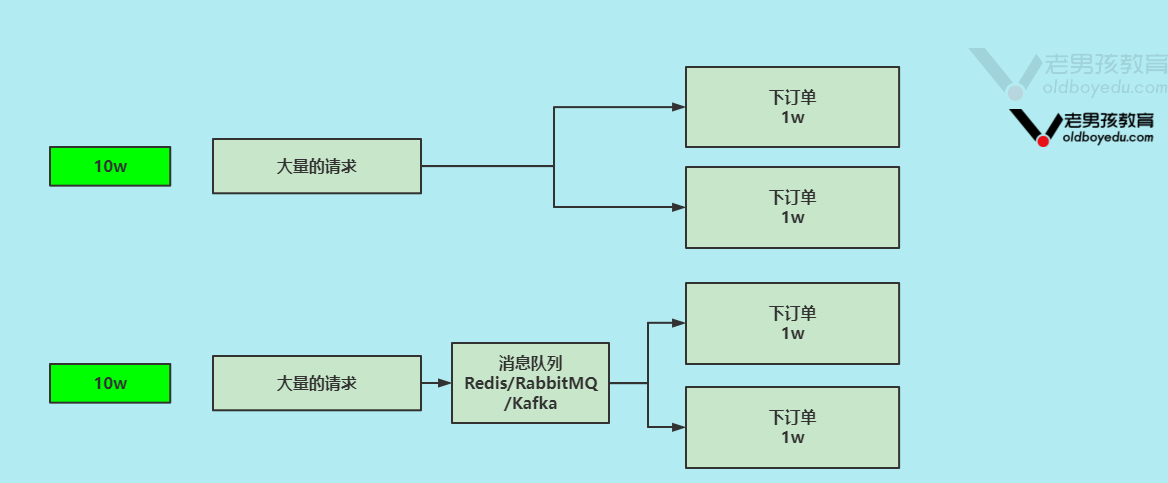 老男孩教育
oldboyedu.com
老男孩教育
oldboyedu.com
10w
大量的请求
下订单
1w
下订单
1w
10w
大量的请求
消息队列
Redis/RabbitMQ
/Kafka
下订单
1w
下订单
1w